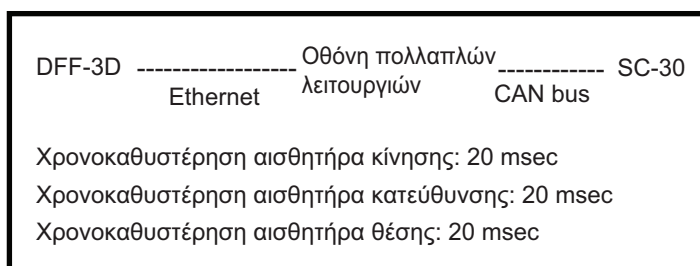 DFF-3D ------------------ Οθόνη πολλαπλών ------------ SC-30
Ethernet λειτουργιών CAN bus
Χρονοκαθυστέρηση αισθητήρα κίνησης: 20 msec
Χρονοκαθυστέρηση αισθητήρα κατεύθυνσης: 20 msec
Χρονοκαθυστέρηση αισθητήρα θέσης: 20 msec